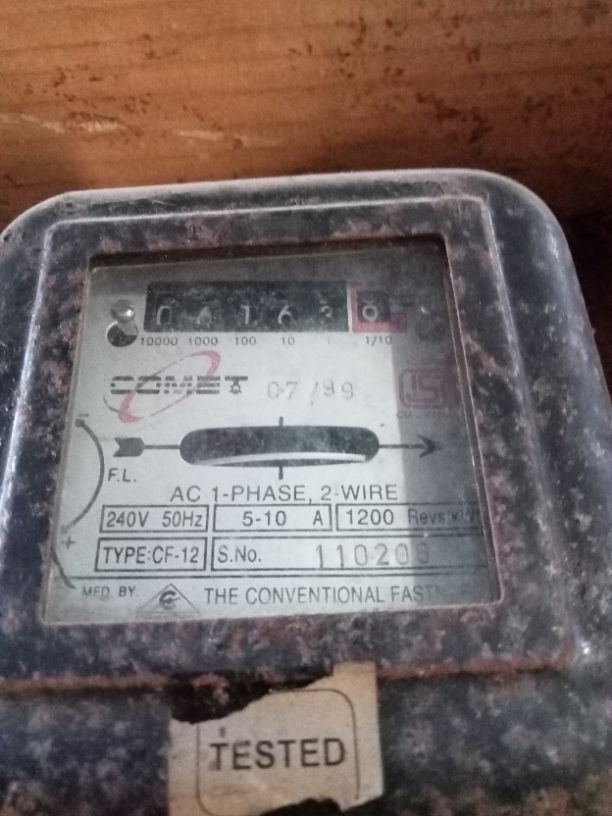 10000 1000 100 10 1 1/10
COMET 07/99
ISI
F.L.
AC 1-PHASE, 2-WIRE
240V 50Hz 5-10 A 1200
TYPE:CF-12 S.No.
MFD. BY: THE CONVENTIONAL
TESTED